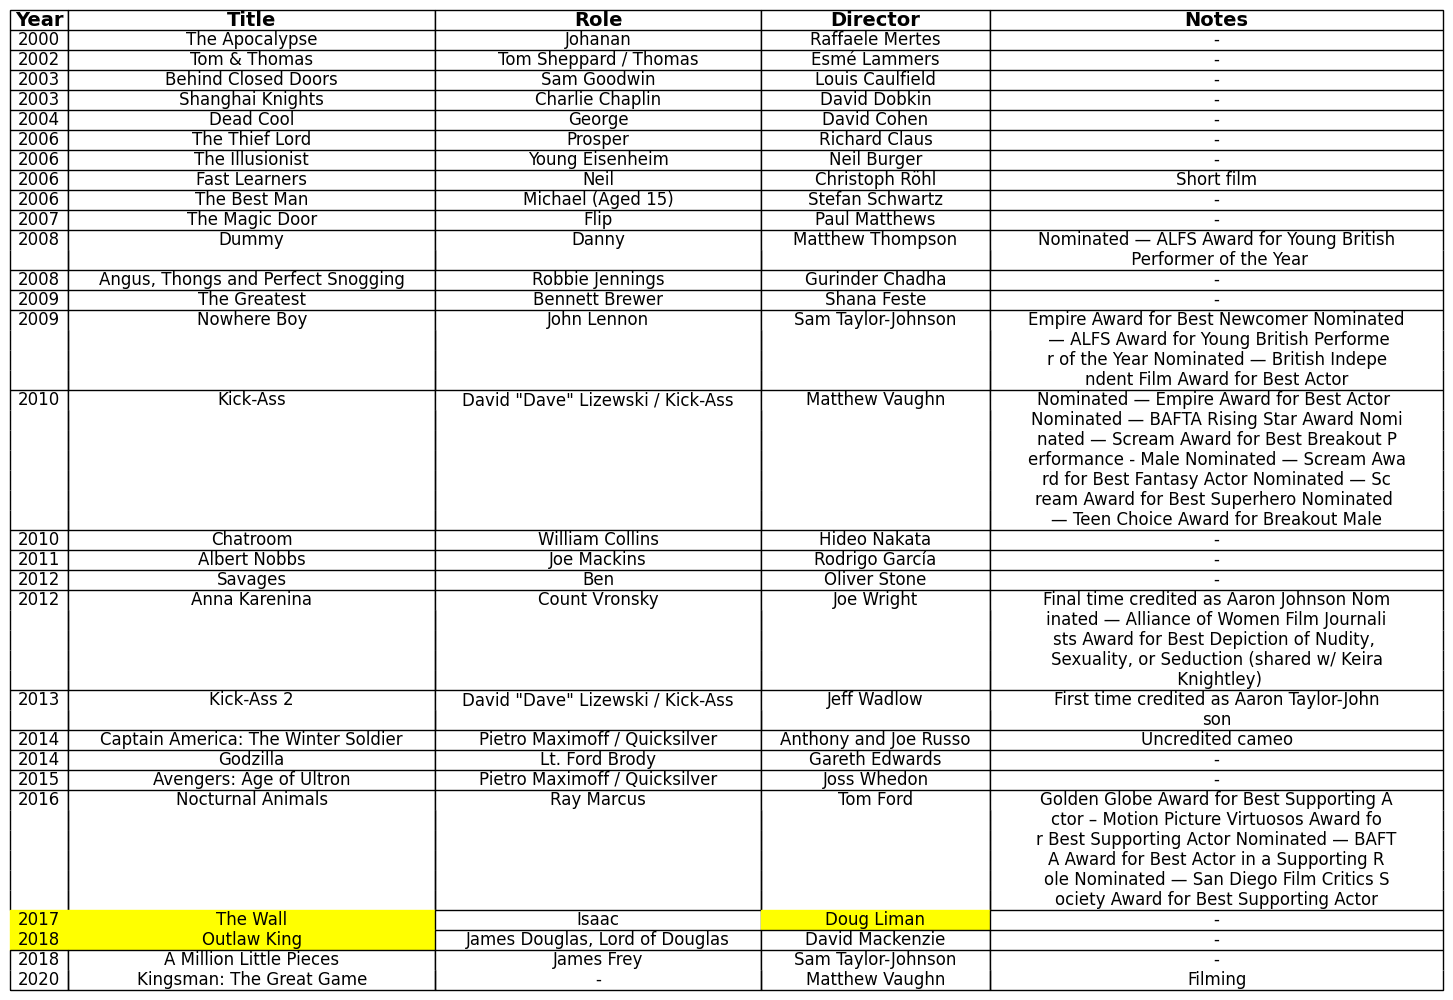 Year Title Role Director Notes
2000 The Apocalypse Johanan Raffaele Mertes -
2002 Tom & Thomas Tom Sheppard / Thomas Esmé Lammers -
2003 Behind Closed Doors Sam Goodwin Louis Caulfield -
2003 Shanghai Knights Charlie Chaplin David Dobkin -
2004 Dead Cool George David Cohen -
2006 The Thief Lord Prosper Richard Claus -
2006 The Illusionist Young Eisenheim Neil Burger -
2006 Fast Learners Neil Christoph Röhl Short film
2006 The Best Man Michael (Aged 15) Stefan Schwartz -
2007 The Magic Door Flip Paul Matthews -
2008 Dummy Danny Matthew Thompson Nominated — ALFS Award for Young British
Performer of the Year
2008 Angus, Thongs and Perfect Snogging Robbie Jennings Gurinder Chadha -
2009 The Greatest Bennett Brewer Shana Feste -
2009 Nowhere Boy John Lennon Sam Taylor-Johnson Empire Award for Best Newcomer Nominated
— ALFS Award for Young British Performe
r of the Year Nominated — British Indepe
ndent Film Award for Best Actor
2010 Kick-Ass David "Dave" Lizewski / Kick-Ass Matthew Vaughn Nominated — Empire Award for Best Actor
Nominated — BAFTA Rising Star Award Nomi
nated — Scream Award for Best Breakout P
erformance - Male Nominated — Scream Awa
rd for Best Fantasy Actor Nominated — Sc
ream Award for Best Superhero Nominated
— Teen Choice Award for Breakout Male
2010 Chatroom William Collins Hideo Nakata -
2011 Albert Nobbs Joe Mackins Rodrigo García -
2012 Savages Ben Oliver Stone -
2012 Anna Karenina Count Vronsky Joe Wright Final time credited as Aaron Johnson Nom
inated — Alliance of Women Film Journali
sts Award for Best Depiction of Nudity,
Sexuality, or Seduction (shared w/ Keira
Knightley)
2013 Kick-Ass 2 David "Dave" Lizewski / Kick-Ass Jeff Wadlow First time credited as Aaron Taylor-John
son
2014 Captain America: The Winter Soldier Pietro Maximoff / Quicksilver Anthony and Joe Russo Uncredited cameo
2014 Godzilla Lt. Ford Brody Gareth Edwards -
2015 Avengers: Age of Ultron Pietro Maximoff / Quicksilver Joss Whedon -
2016 Nocturnal Animals Ray Marcus Tom Ford Golden Globe Award for Best Supporting A
ctor – Motion Picture Virtuosos Award fo
r Best Supporting Actor Nominated — BAFT
A Award for Best Actor in a Supporting R
ole Nominated — San Diego Film Critics S
ociety Award for Best Supporting Actor
2017 The Wall Isaac Doug Liman -
2018 Outlaw King James Douglas, Lord of Douglas David Mackenzie -
2018 A Million Little Pieces James Frey Sam Taylor-Johnson -
2020 Kingsman: The Great Game - Matthew Vaughn Filming